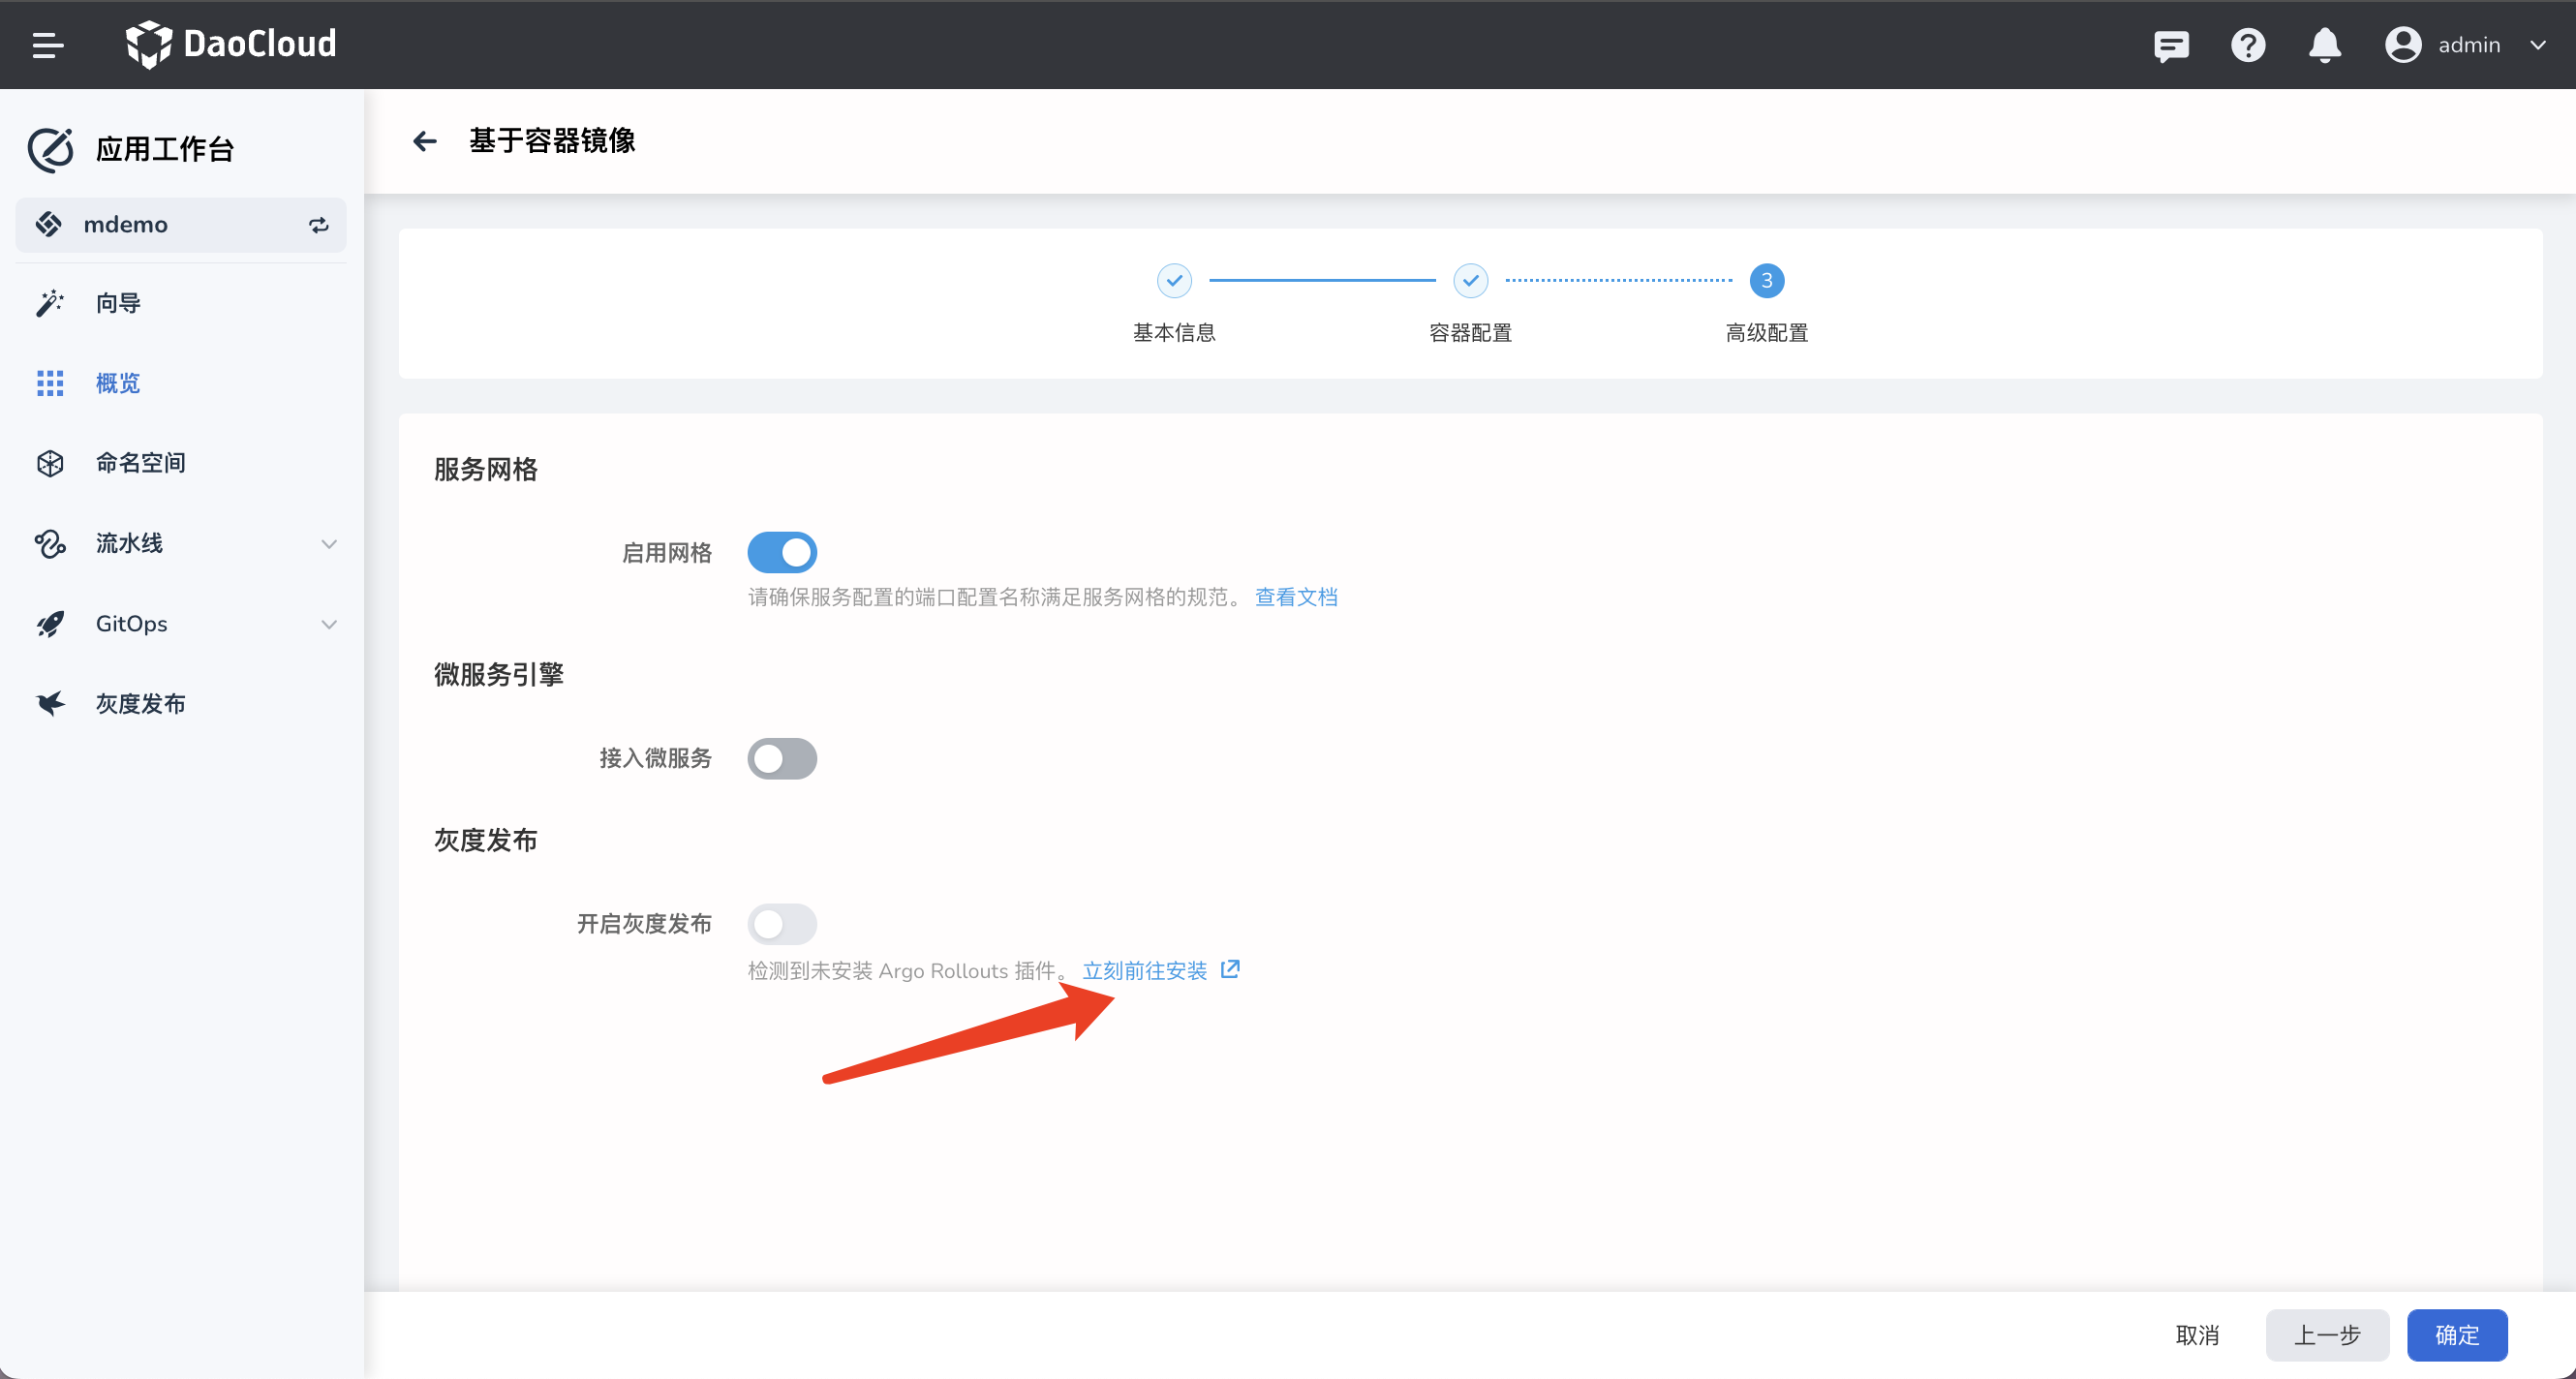 DaoCloud
admin
应用工作台
mdemo
向导
概览
命名空间
流水线
GitOps
灰度发布
基于容器镜像
3
基本信息
容器配置
高级配置
服务网格
启用网格
请确保服务配置的端口配置名称满足服务网格的规范。 查看文档
微服务引擎
接入微服务
灰度发布
开启灰度发布
检测到未安装 Argo Rollouts 插件。 立刻前往安装
取消
上一步
确定